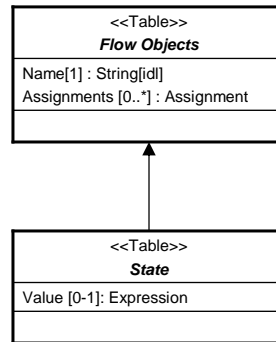 <<Table>>
Flow Objects
Name[1] : String[idl]
Assignments [0..*] : Assignment
<<Table>>
State
Value [0-1]: Expression